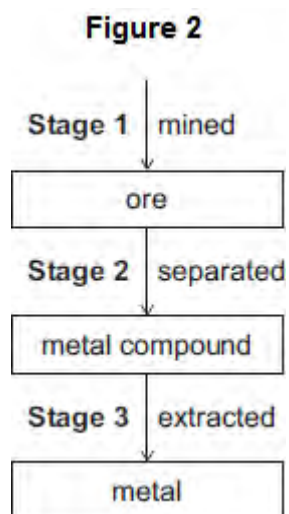 Figure 2
Stage 1 mined
ore
Stage 2 separated
metal compound
Stage 3 extracted
metal